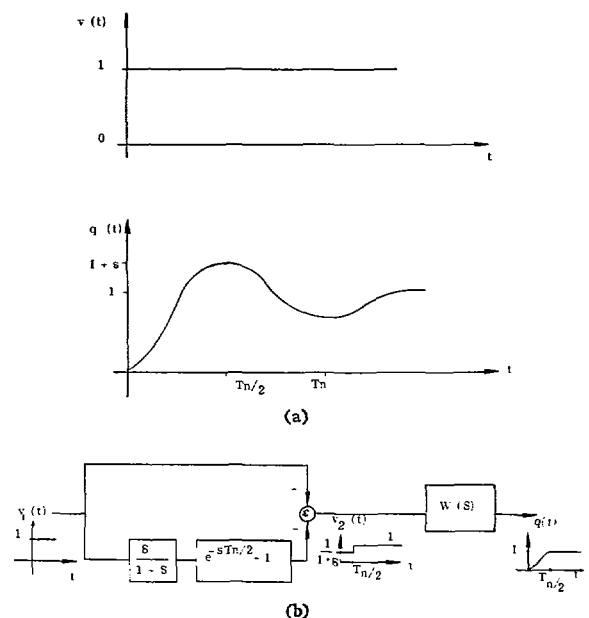 v (t)
1
0
t
q (t)
1 + s
1
Tn/2 Tn
t
(a)
v1 (t)
1
t
s
1 - S
e-sTn/2 - 1
-
-
ε
v2 (t)
1
1+s
1
Tn/2
t
W (S)
q(t)
1
Tn/2
t
(b)